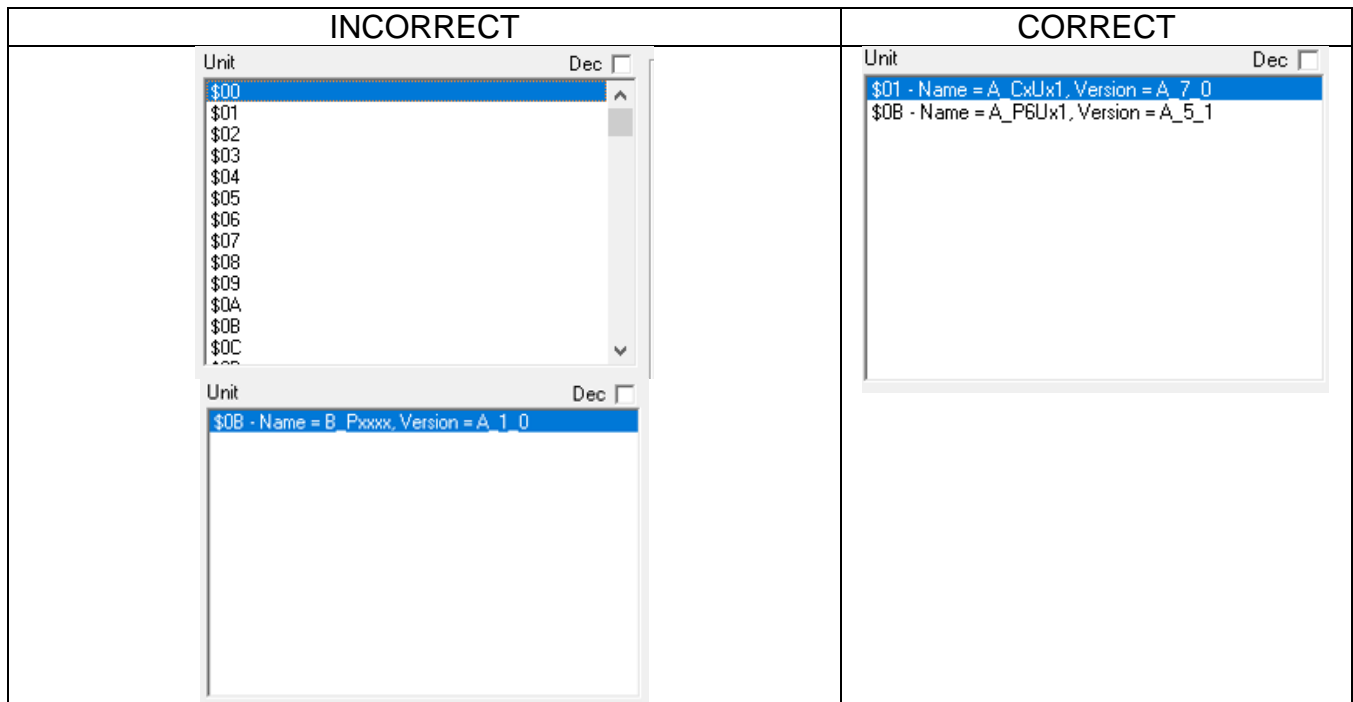 INCORRECT
CORRECT
Unit Dec
$00
$01
$02
$03
$04
$05
$06
$07
$08
$09
$0A
$0B
$0C
Unit Dec
$0B - Name = B_Pxxxx, Version = A_1_0
Unit Dec
$01 - Name = A_CxUx1, Version = A_7_0
$0B - Name = A_P6Ux1, Version = A_5_1